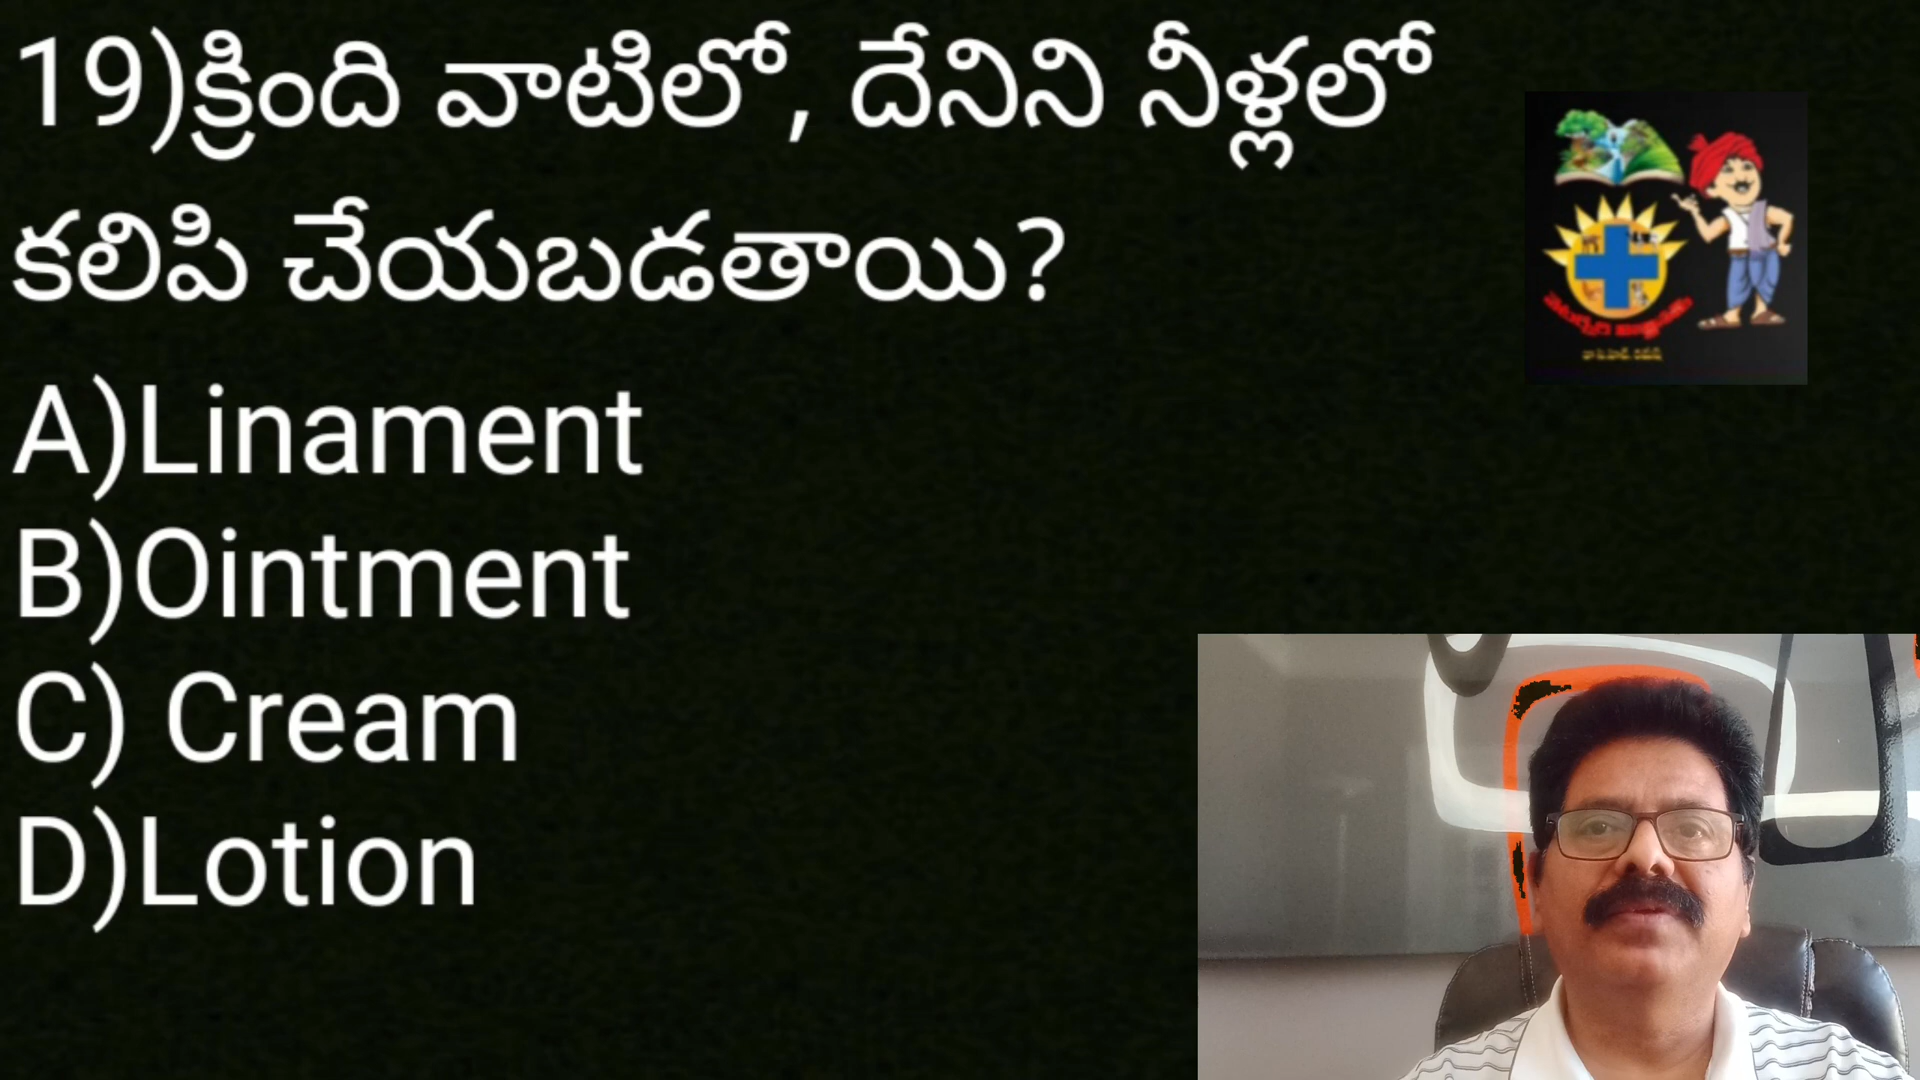 19)క్రింది వాటిలో, దేనిని నీళ్లలో
కలిపి చేయబడతాయి?
A)Linament
B)Ointment
C) Cream
D)Lotion